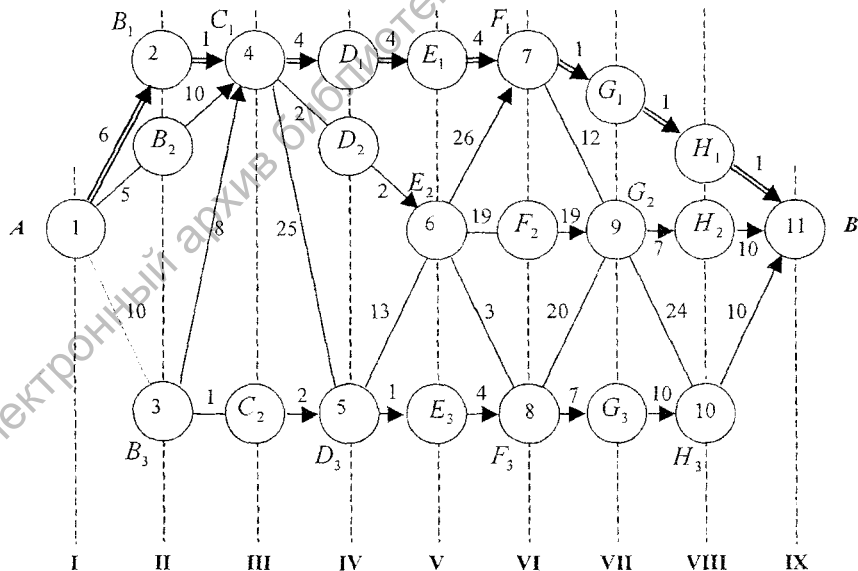 B₁ C₁ F₁
2 1 4 4 D₁ 4 E₁ 4 7 1
G₁ 1
6 10 2 26 12 H₁ 1
B₂ D₂
5 2 E₂ G₂
A 1 8 25 6 19 F₂ 19 9 7 H₂ 10 11 B
10 13 3 20 24 10
3 1 C₂ 2 5 1 E₃ 4 8 7 G₃ 10 10
B₃ D₃ F₃ H₃
I II III IV V VI VII VIII IX
архив библиоте